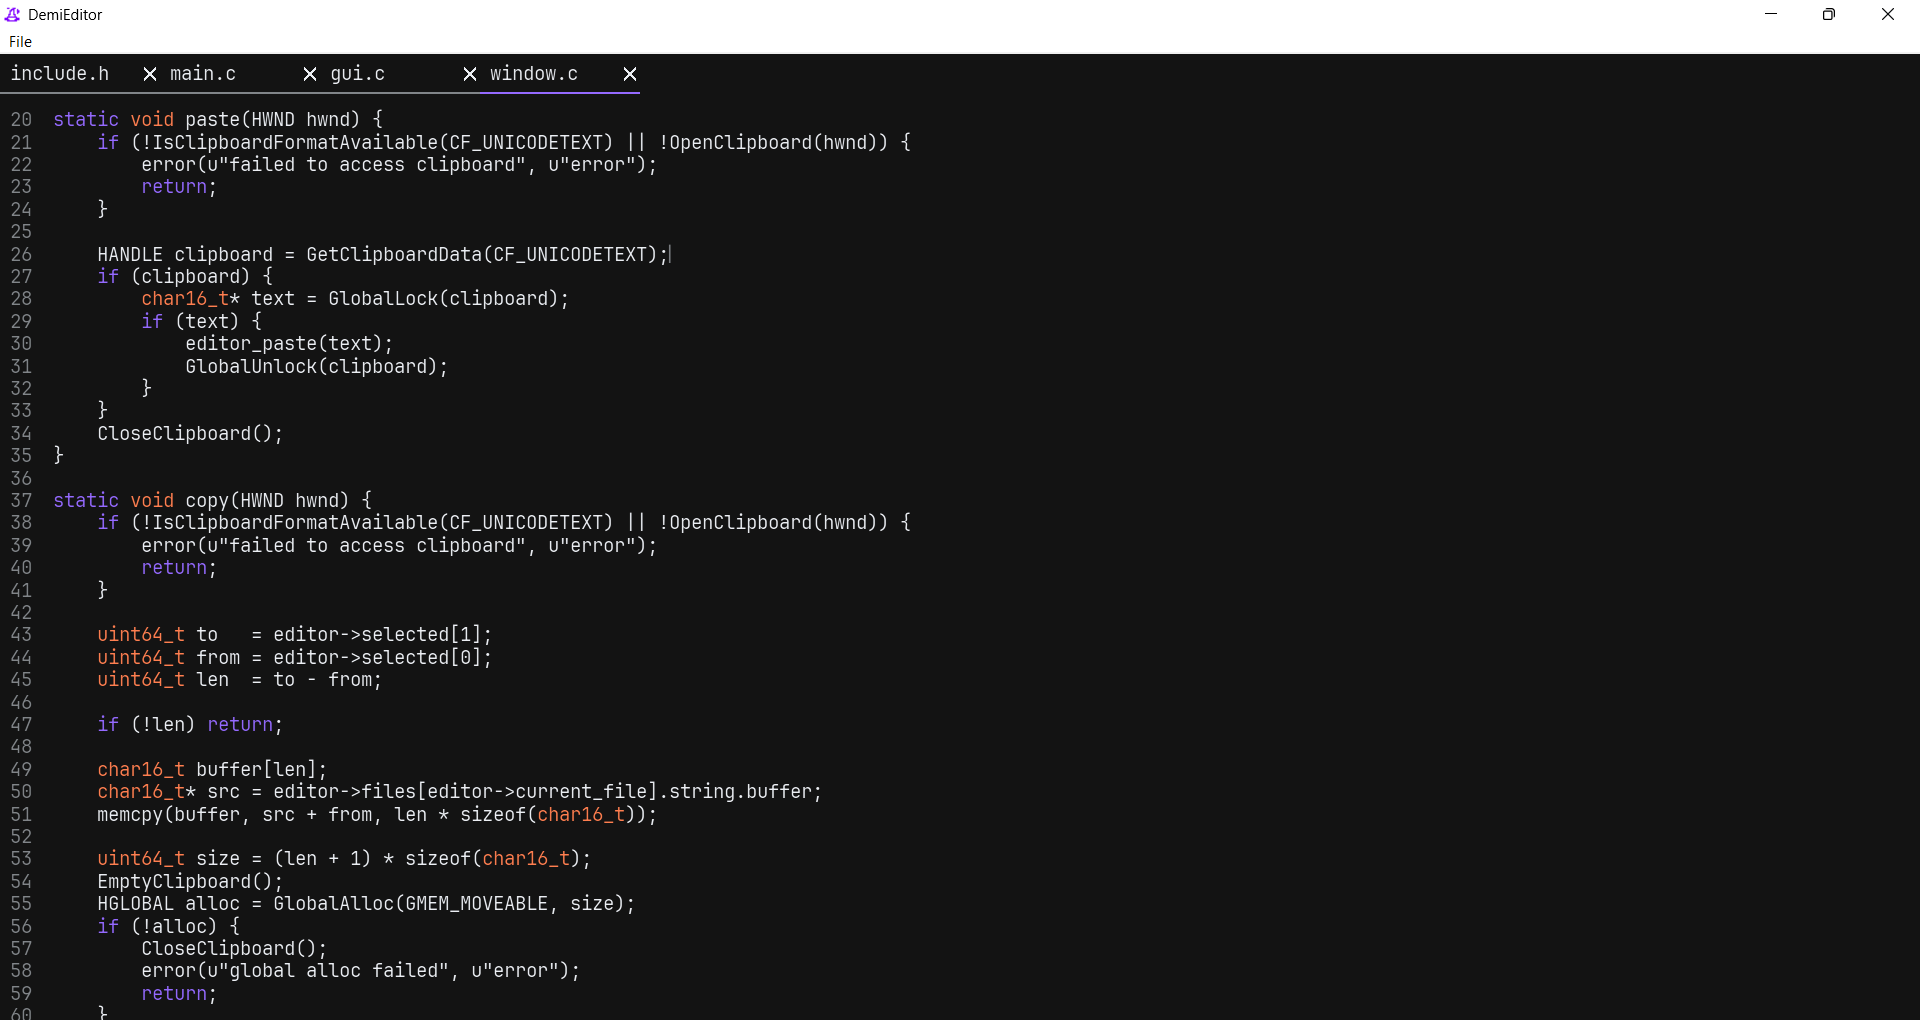 DemiEditor
File
include.h main.c gui.c window.c
20 static void paste(HWND hwnd) {
21     if (!IsClipboardFormatAvailable(CF_UNICODETEXT) || !OpenClipboard(hwnd)) {
22         error(u"failed to access clipboard", u"error");
23         return;
24     }
25
26     HANDLE clipboard = GetClipboardData(CF_UNICODETEXT);
27     if (clipboard) {
28         char16_t* text = GlobalLock(clipboard);
29         if (text) {
30             editor_paste(text);
31             GlobalUnlock(clipboard);
32         }
33     }
34     CloseClipboard();
35 }
36
37 static void copy(HWND hwnd) {
38     if (!IsClipboardFormatAvailable(CF_UNICODETEXT) || !OpenClipboard(hwnd)) {
39         error(u"failed to access clipboard", u"error");
40         return;
41     }
42
43     uint64_t to   = editor->selected[1];
44     uint64_t from = editor->selected[0];
45     uint64_t len  = to - from;
46
47     if (!len) return;
48
49     char16_t buffer[len];
50     char16_t* src = editor->files[editor->current_file].string.buffer;
51     memcpy(buffer, src + from, len * sizeof(char16_t));
52
53     uint64_t size = (len + 1) * sizeof(char16_t);
54     EmptyClipboard();
55     HGLOBAL alloc = GlobalAlloc(GMEM_MOVEABLE, size);
56     if (!alloc) {
57         CloseClipboard();
58         error(u"global alloc failed", u"error");
59         return;
60     }